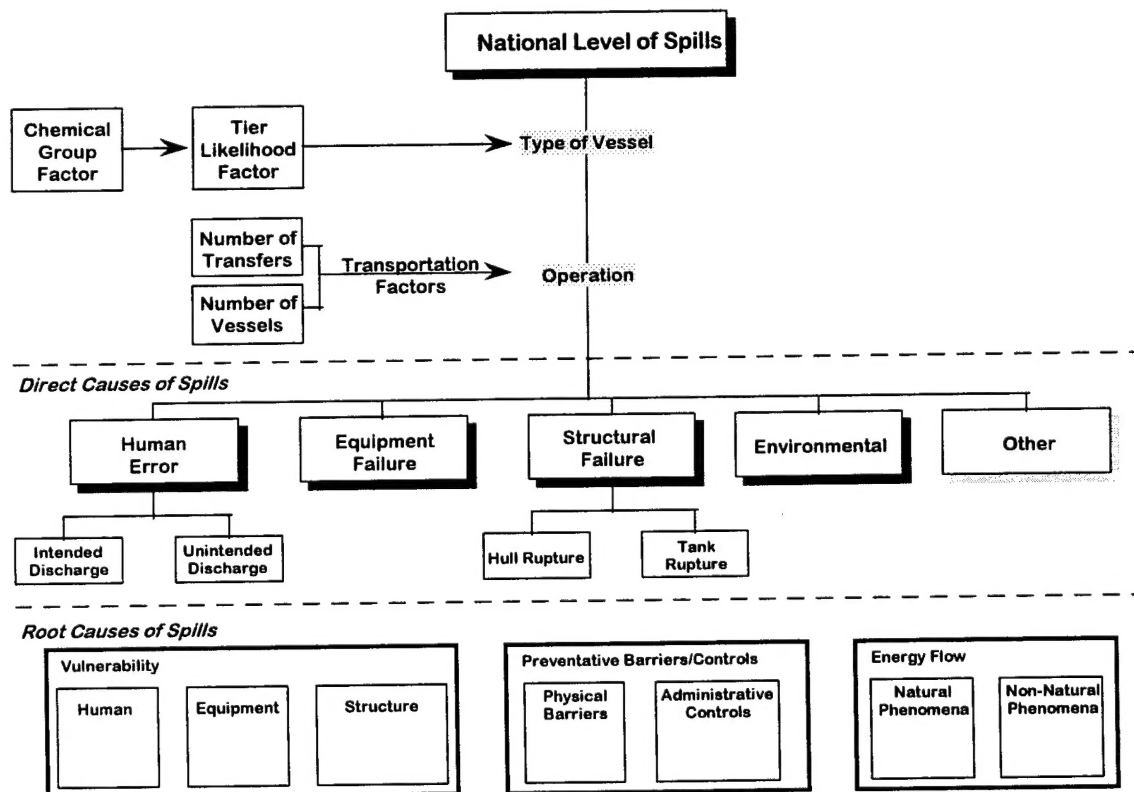 National Level of Spills
Chemical
Group
Factor
Tier
Likelihood
Factor
Type of Vessel
Number of
Transfers
Transportation
Factors
Operation
Number of
Vessels
Direct Causes of Spills
Human
Error
Equipment
Failure
Structural
Failure
Environmental
Other
Intended
Discharge
Unintended
Discharge
Hull Rupture
Tank
Rupture
Root Causes of Spills
Vulnerability
Human
Equipment
Structure
Preventative Barriers/Controls
Physical
Barriers
Administrative
Controls
Energy Flow
Natural
Phenomena
Non-Natural
Phenomena